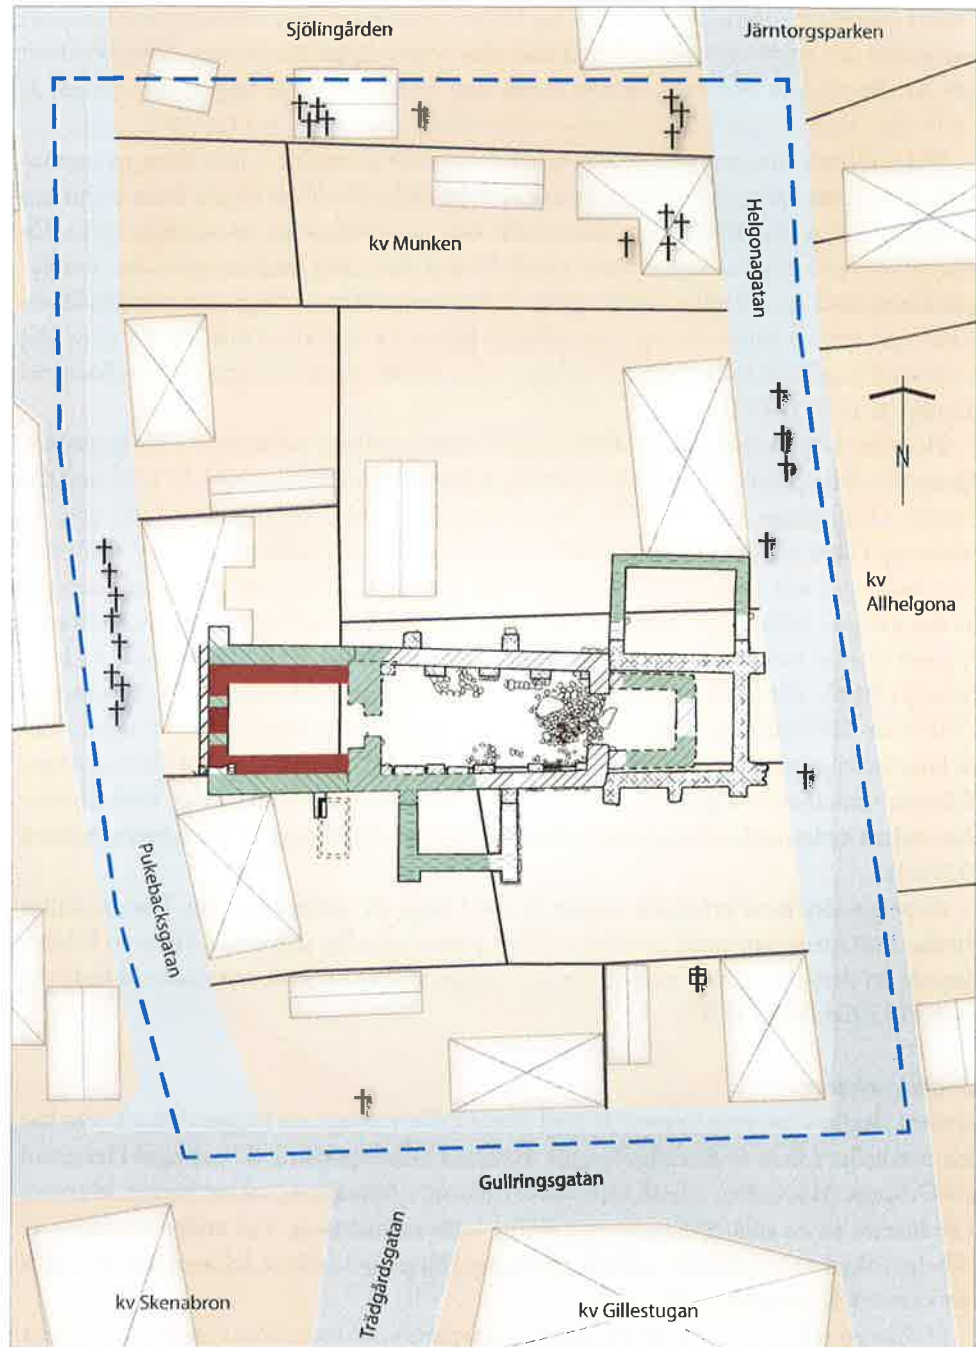 Sjölingården
Järntorgsparken
kv Munken
Helgonagatan
N
kv
Allhelgona
Pukebacksgatan
Gullringsgatan
Trädgårdsgatan
kv Skenabron
kv Gillestugan